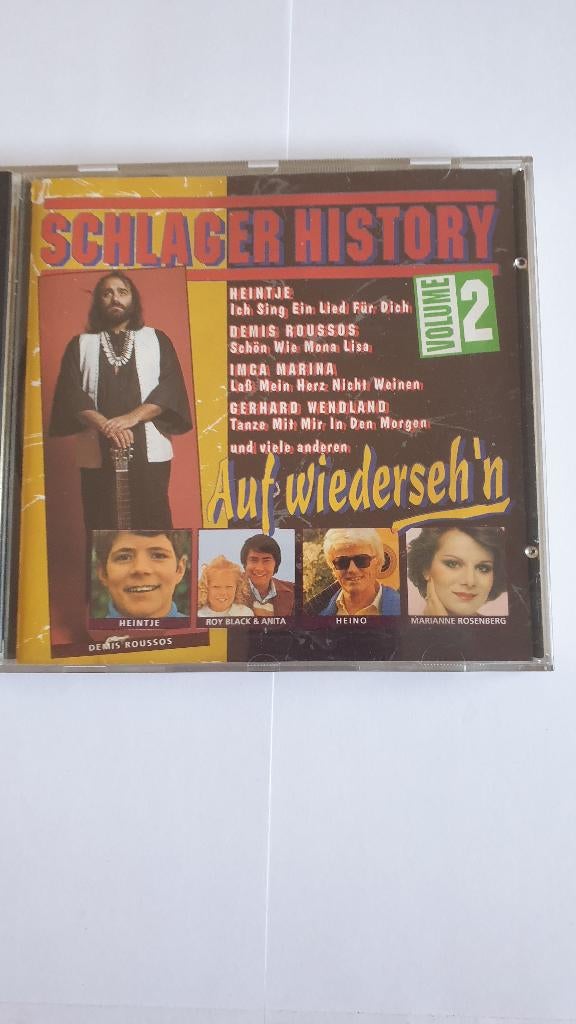 SCHLAGER HISTORY
VOLUME 2
HEINTJE
Ich Sing Ein Lied Für Dich
DEMIS ROUSSOS
Schön Wie Mona Lisa
IMCA MARINA
Laß Mein Herz Nicht Weinen
GERHARD WENDLAND
Tanze Mit Mir In Den Morgen
und viele anderen
Auf wiederseh'n
HEINTJE
ROY BLACK & ANITA
HEINO
MARIANNE ROSENBERG
DEMIS ROUSSOS